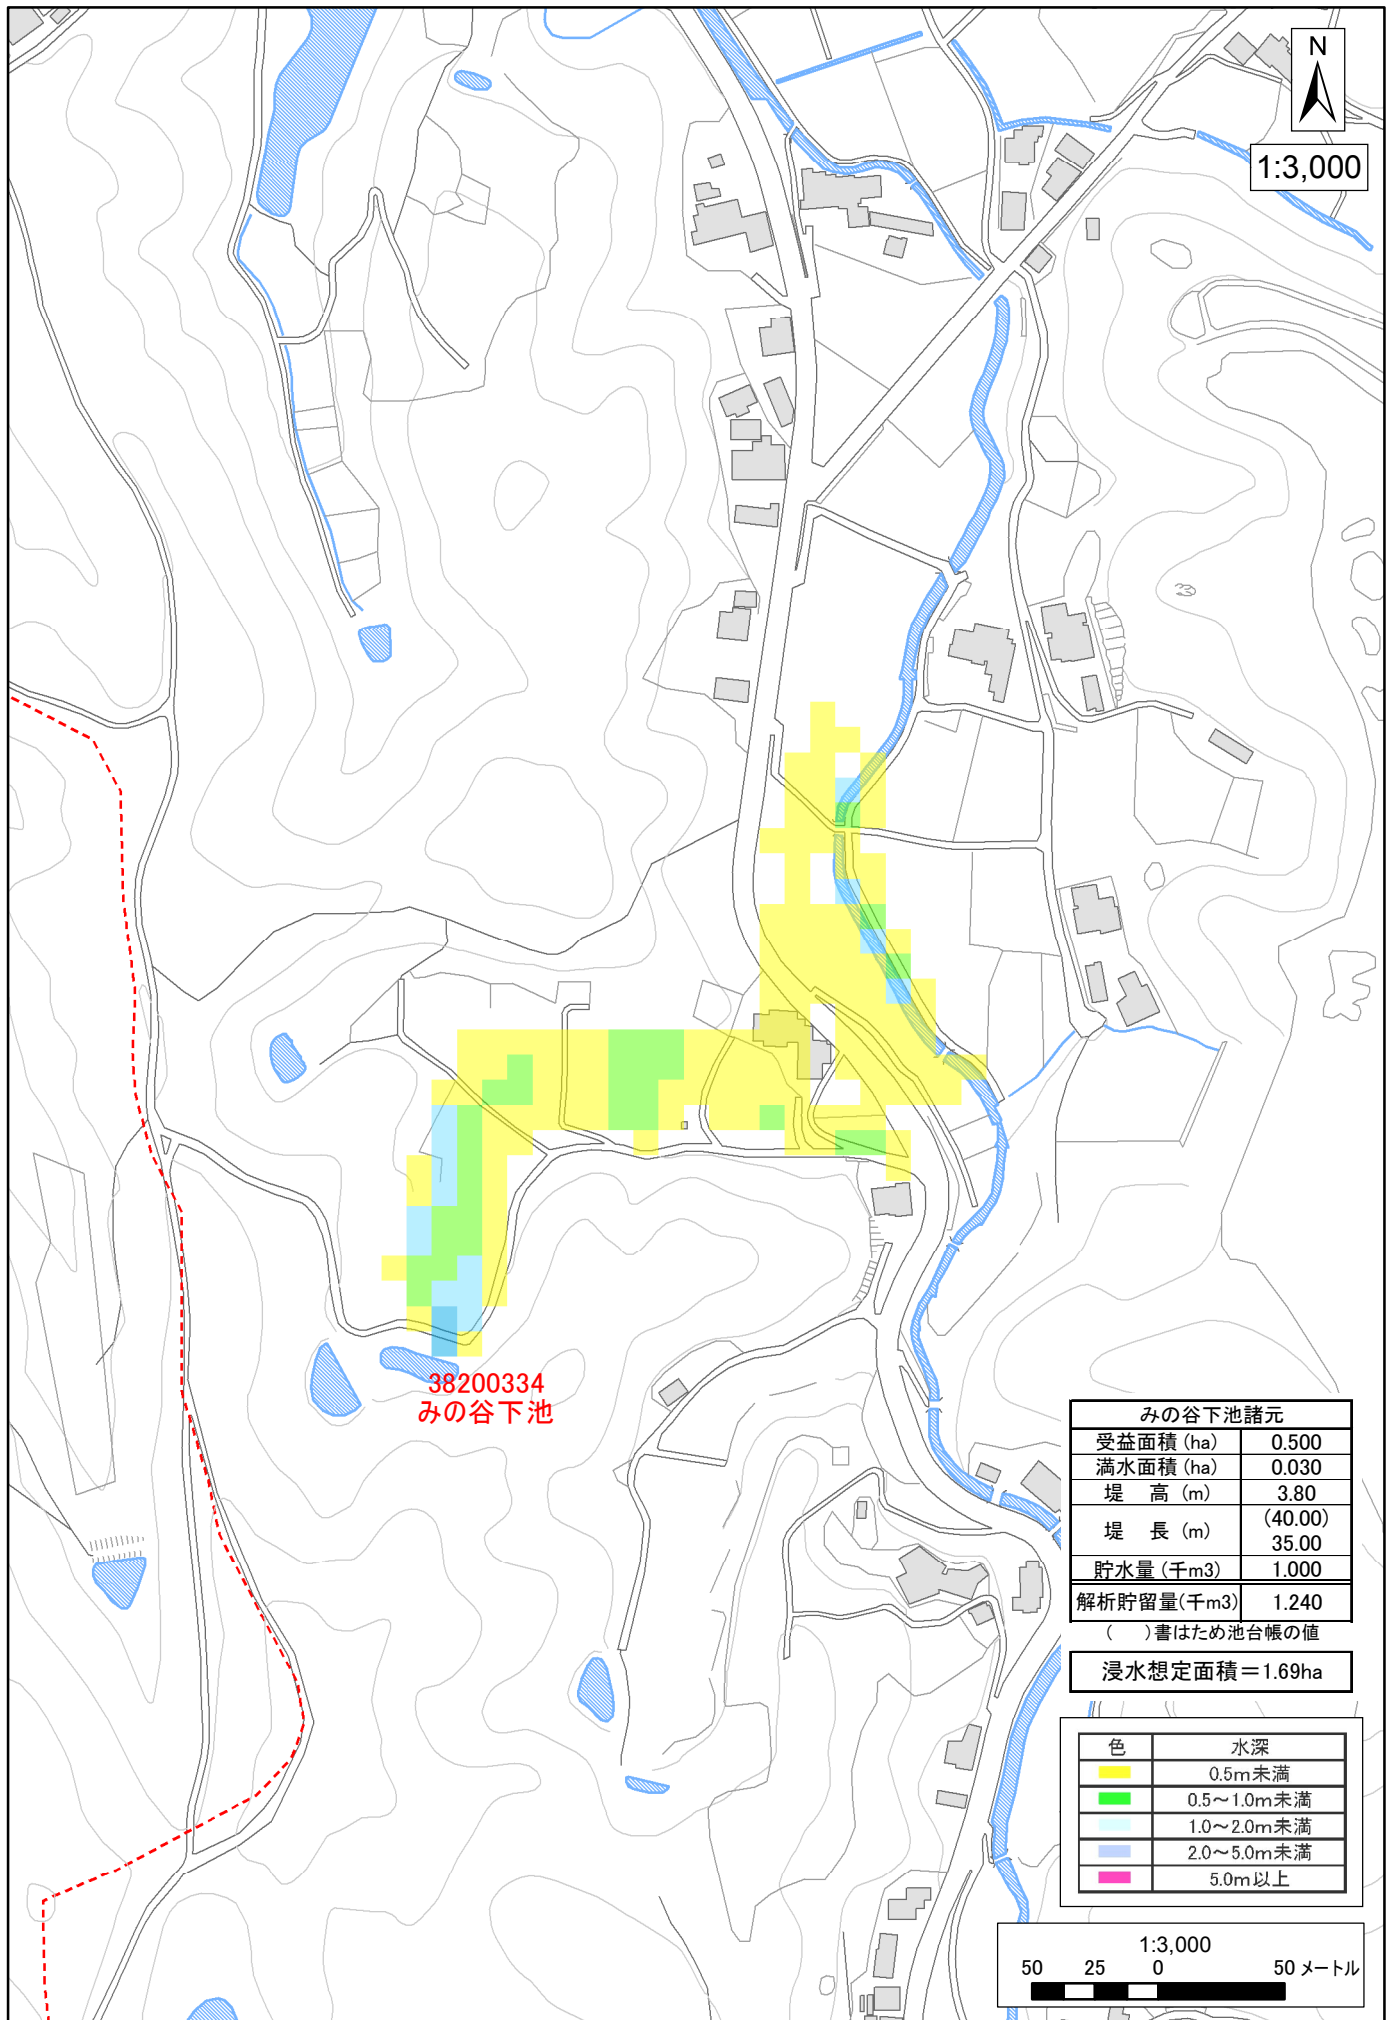 N
1:3,000
38200334
みの谷下池
みの谷下池諸元
受益面積 (ha) 0.500
満水面積 (ha) 0.030
堤 高 (m) 3.80
堤 長 (m) (40.00) 35.00
貯水量 (千m3) 1.000
解析貯留量(千m3) 1.240
( )書はため池台帳の値
浸水想定面積=1.69ha
色 水深
0.5m未満
0.5～1.0m未満
1.0～2.0m未満
2.0～5.0m未満
5.0m以上
1:3,000
50 25 0 50 メートル